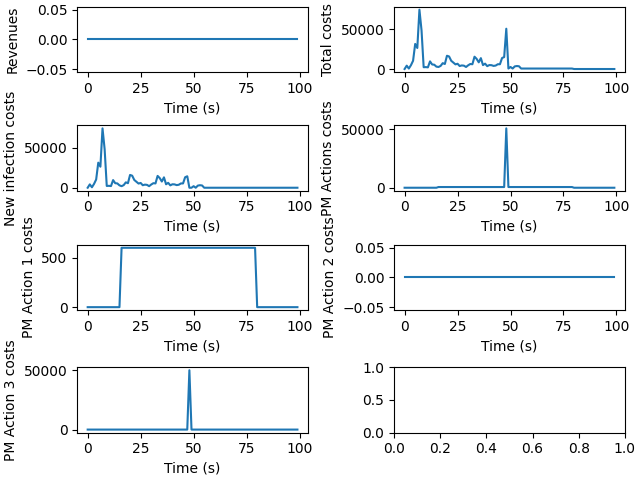 Revenues
0.05
0.00
−0.05
0 25 50 75 100
Time (s)
Total costs
50000
0
0 25 50 75 100
Time (s)
New infection costs
50000
0
0 25 50 75 100
Time (s)
PM Actions costs
50000
0
0 25 50 75 100
Time (s)
PM Action 1 costs
500
0
0 25 50 75 100
Time (s)
PM Action 2 costs
0.05
0.00
−0.05
0 25 50 75 100
Time (s)
PM Action 3 costs
50000
0
0 25 50 75 100
Time (s)
1.0
0.5
0.0
0.0 0.2 0.4 0.6 0.8 1.0